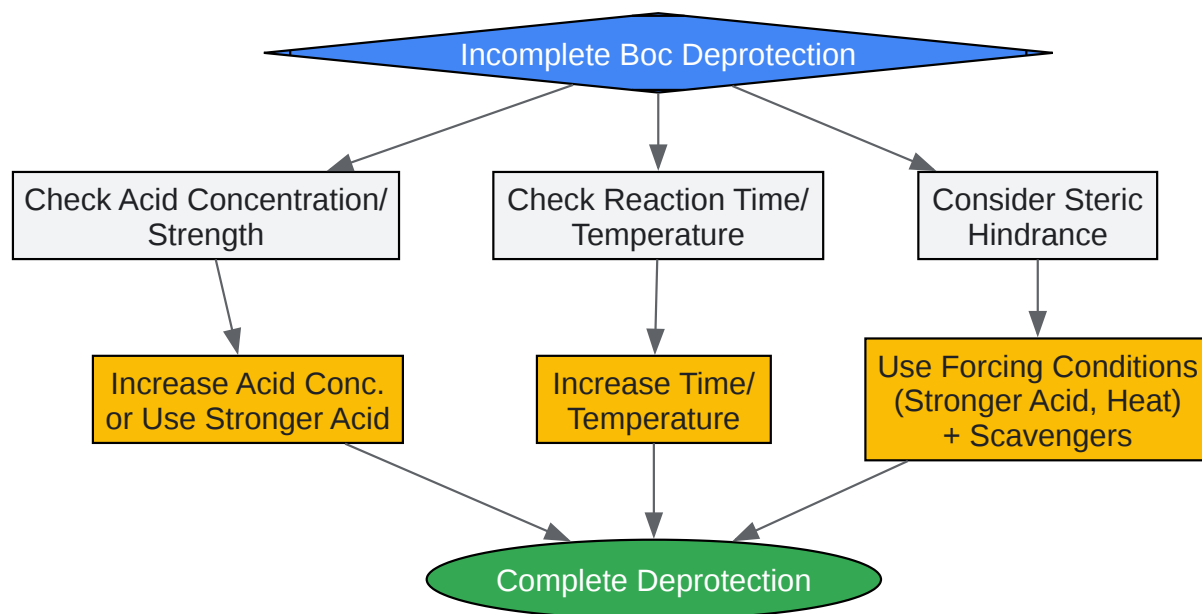 Incomplete Boc Deprotection
Check Acid Concentration/
Strength
Check Reaction Time/
Temperature
Consider Steric
Hindrance
Increase Acid Conc.
or Use Stronger Acid
Increase Time/
Temperature
Use Forcing Conditions
(Stronger Acid, Heat)
+ Scavengers
Complete Deprotection